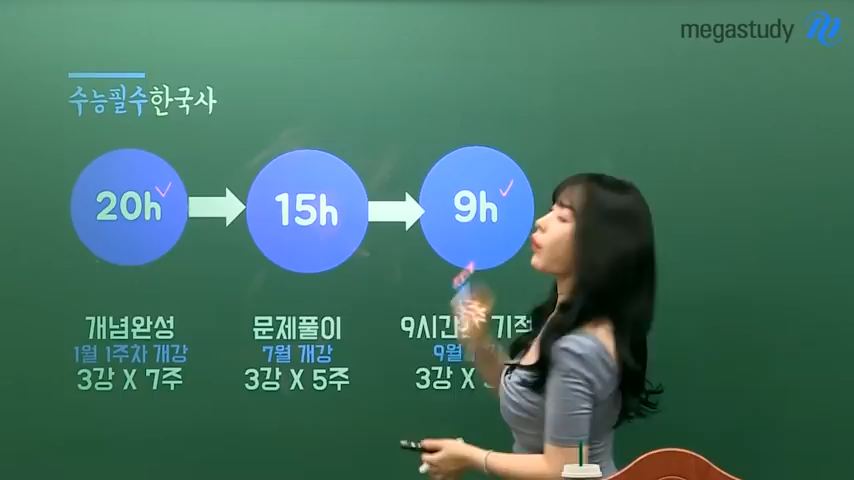 megastudy
수능필수한국사
20h
15h
9h
개념완성
1월 1주차 개강
3강 X 7주
문제풀이
7월 개강
3강 X 5주
9시간
9월
3강 X